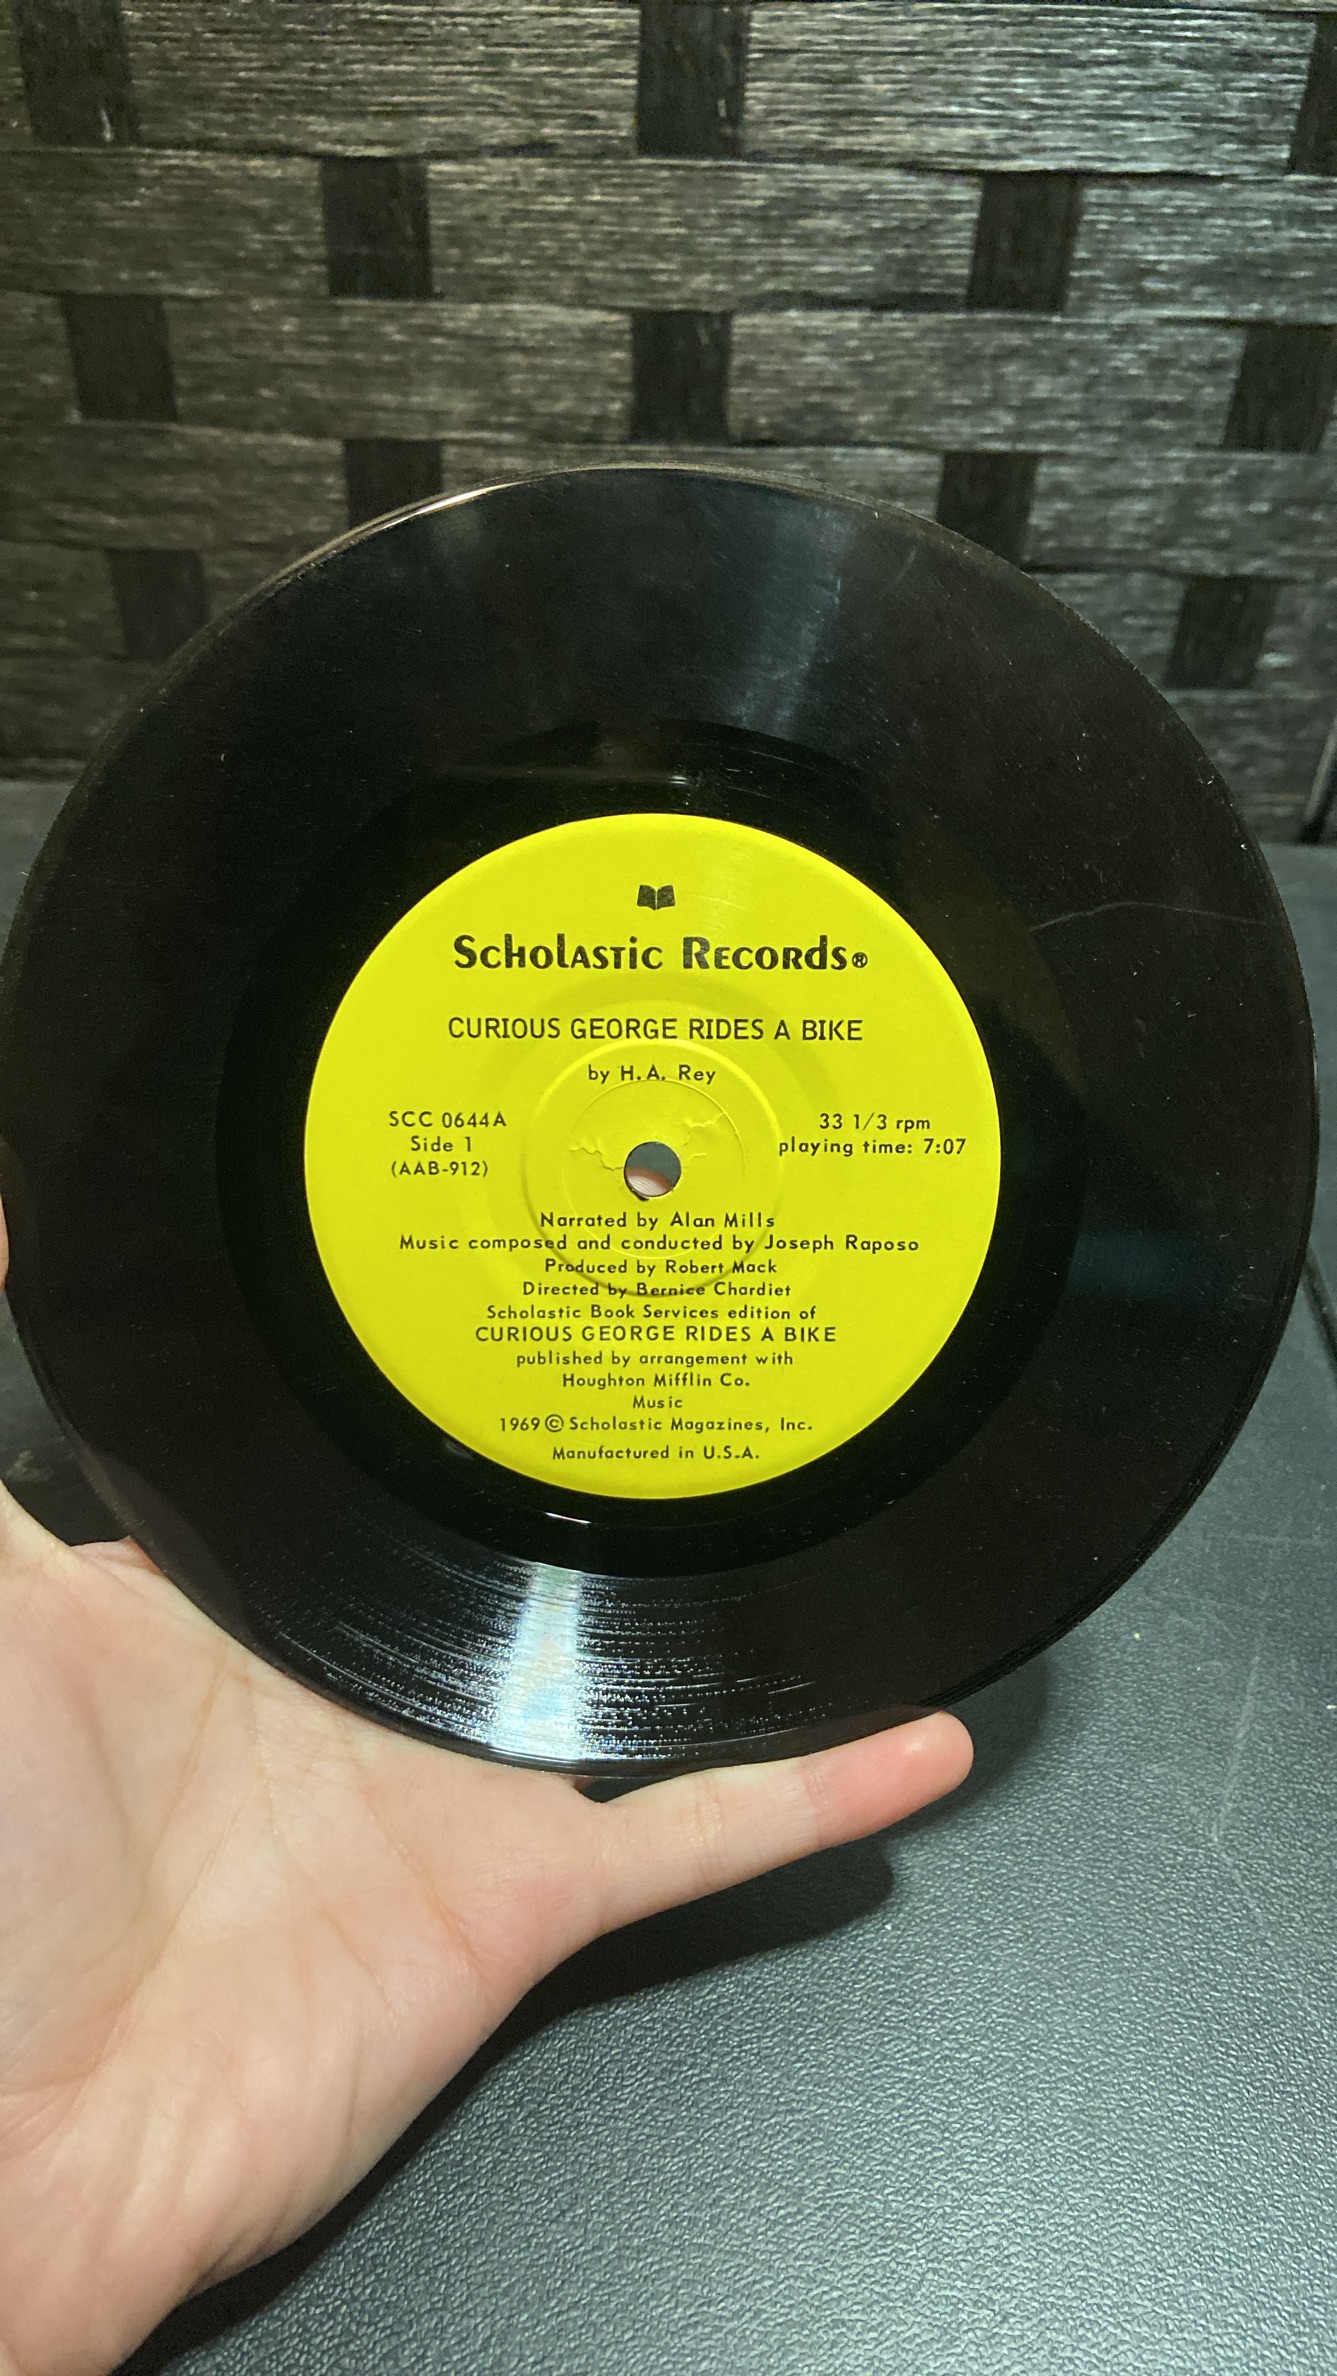 Scholastic Records®
CURIOUS GEORGE RIDES A BIKE
by H.A. Rey
SCC 0644A
Side 1
(AAB-912)
33 1/3 rpm
playing time: 7:07
Narrated by Alan Mills
Music composed and conducted by Joseph Raposo
Produced by Robert Mack
Directed by Bernice Chardiet
Scholastic Book Services edition of
CURIOUS GEORGE RIDES A BIKE
published by arrangement with
Houghton Mifflin Co.
Music
1969 © Scholastic Magazines, Inc.
Manufactured in U.S.A.